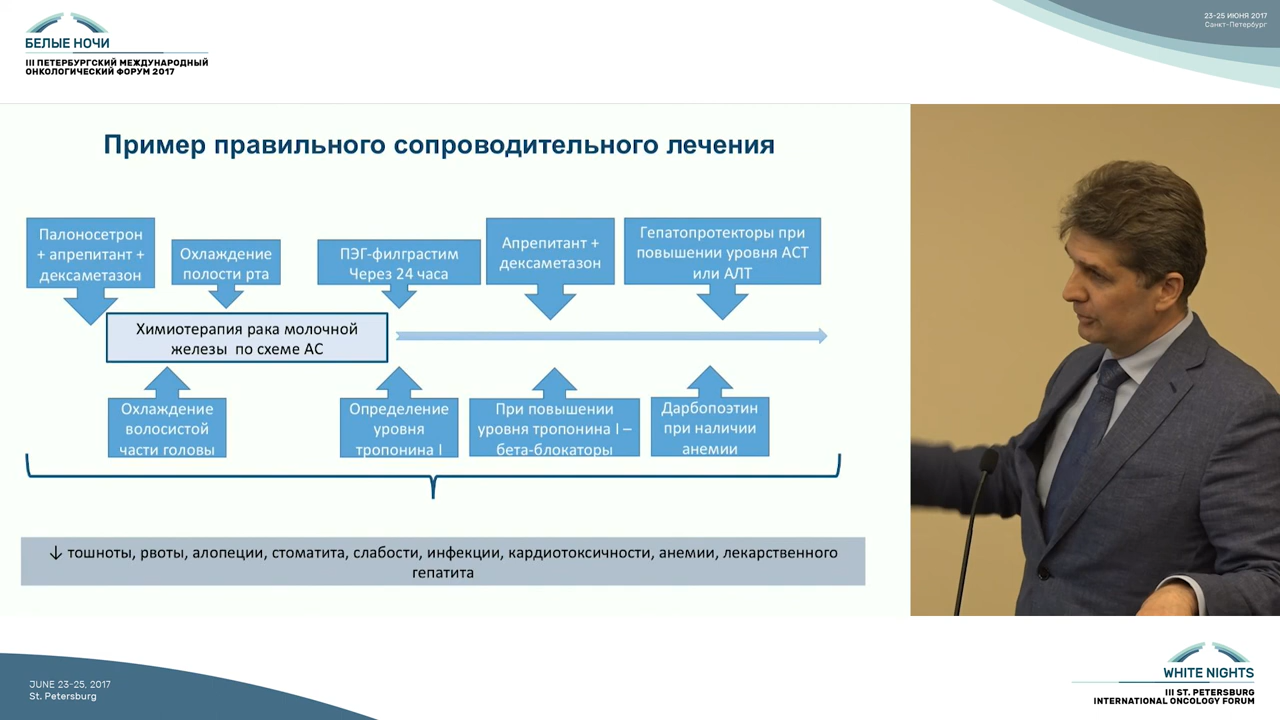 БЕЛЫЕ НОЧИ
III ПЕТЕРБУРГСКИЙ МЕЖДУНАРОДНЫЙ
ОНКОЛОГИЧЕСКИЙ ФОРУМ 2017
23-25 ИЮНЯ 2017
Санкт-Петербург
Пример правильного сопроводительного лечения
Палоносетрон
+ апрепитант +
дексаметазон
Охлаждение
полости рта
ПЭГ-филграстим
Через 24 часа
Апрепитант +
дексаметазон
Гепатопротекторы при
повышении уровня АСТ
или АЛТ
Химиотерапия рака молочной
железы по схеме АС
Охлаждение
волосистой
части головы
Определение
уровня
тропонина I
При повышении
уровня тропонина I –
бета-блокаторы
Дарбопоэтин
при наличии
анемии
↓ тошноты, рвоты, алопеции, стоматита, слабости, инфекции, кардиотоксичности, анемии, лекарственного
гепатита
JUNE 23-25, 2017
St. Petersburg
WHITE NIGHTS
III ST. PETERSBURG
INTERNATIONAL ONCOLOGY FORUM